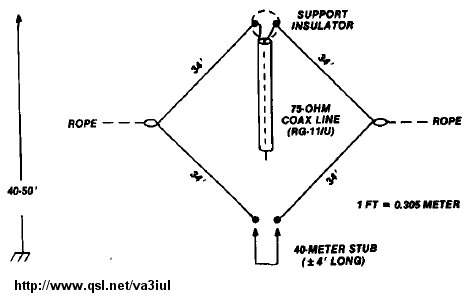 SUPPORT
INSULATOR
34'
34'
75-OHM
COAX LINE
(RG-11/U)
ROPE
ROPE
40-50'
34'
34'
1 FT = 0.305 METER
40-METER STUB
(±4' LONG)
http://www.qsl.net/va3iul